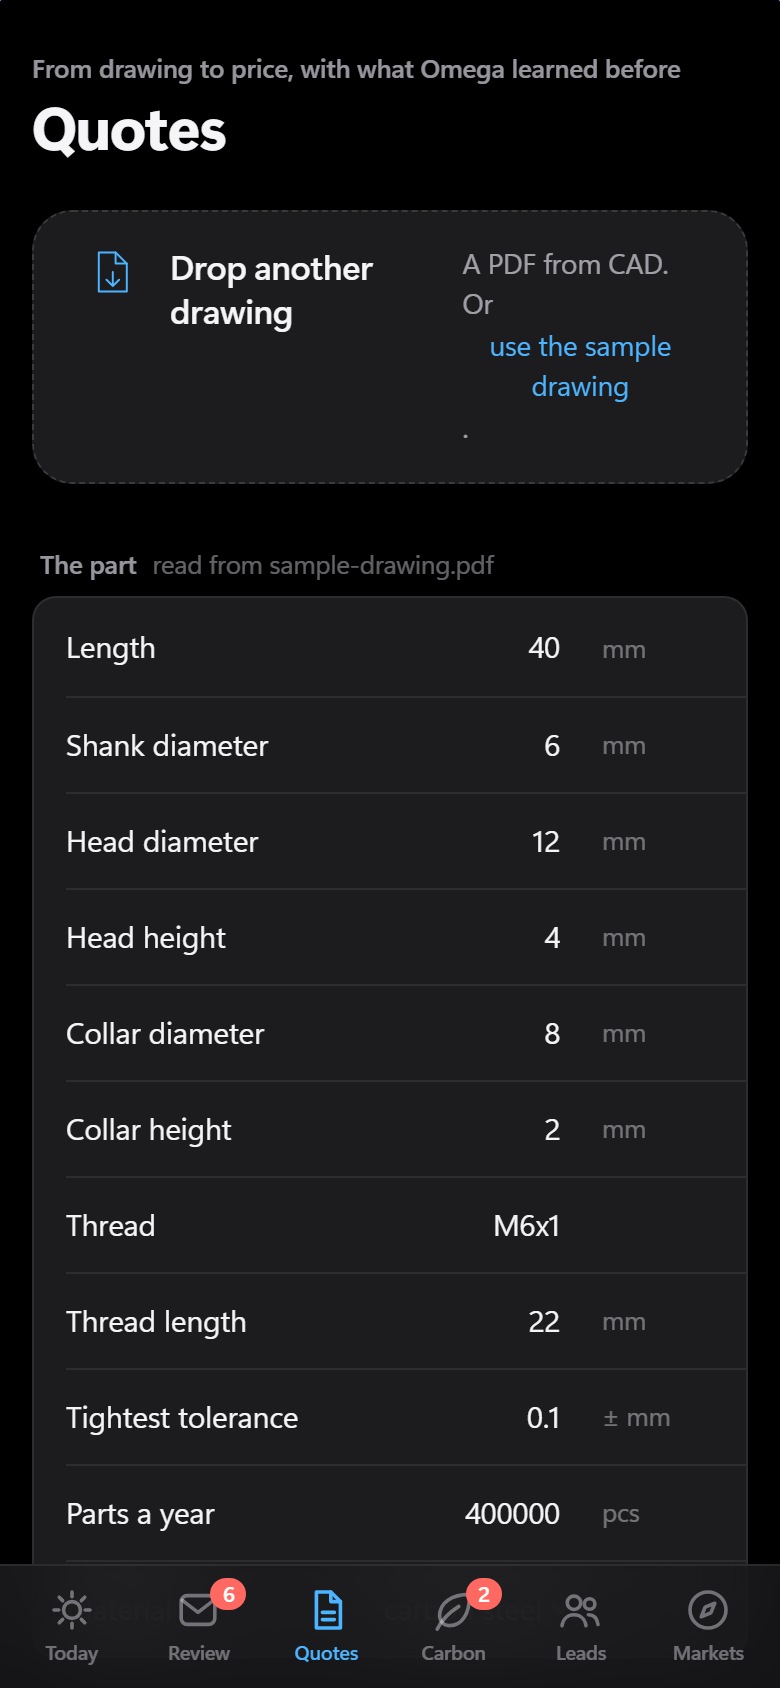 From drawing to price, with what Omega learned before
Quotes
Drop another
drawing
A PDF from CAD.
Or
use the sample
drawing
.
The part read from sample-drawing.pdf
Length 40 mm
Shank diameter 6 mm
Head diameter 12 mm
Head height 4 mm
Collar diameter 8 mm
Collar height 2 mm
Thread M6x1
Thread length 22 mm
Tightest tolerance 0.1 ± mm
Parts a year 400000 pcs
6
2
Today Review Quotes Carbon Leads Markets